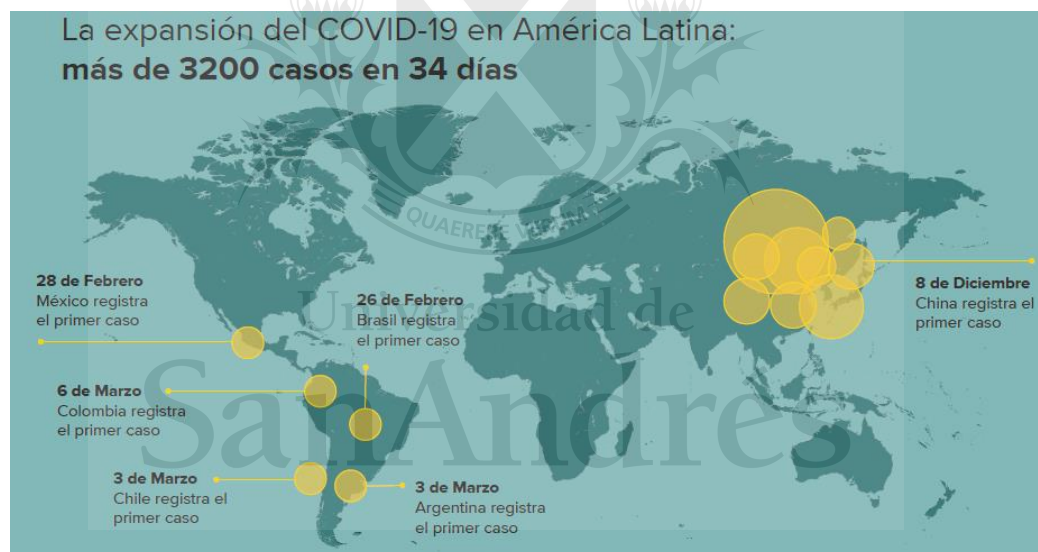 La expansión del COVID-19 en América Latina:
más de 3200 casos en 34 días
QUAERERE VERUM
28 de Febrero
México registra
el primer caso
26 de Febrero
Brasil registra
el primer caso
8 de Diciembre
China registra el
primer caso
6 de Marzo
Colombia registra
el primer caso
3 de Marzo
Chile registra el
primer caso
3 de Marzo
Argentina registra
el primer caso
Universidad de
SanAndrés